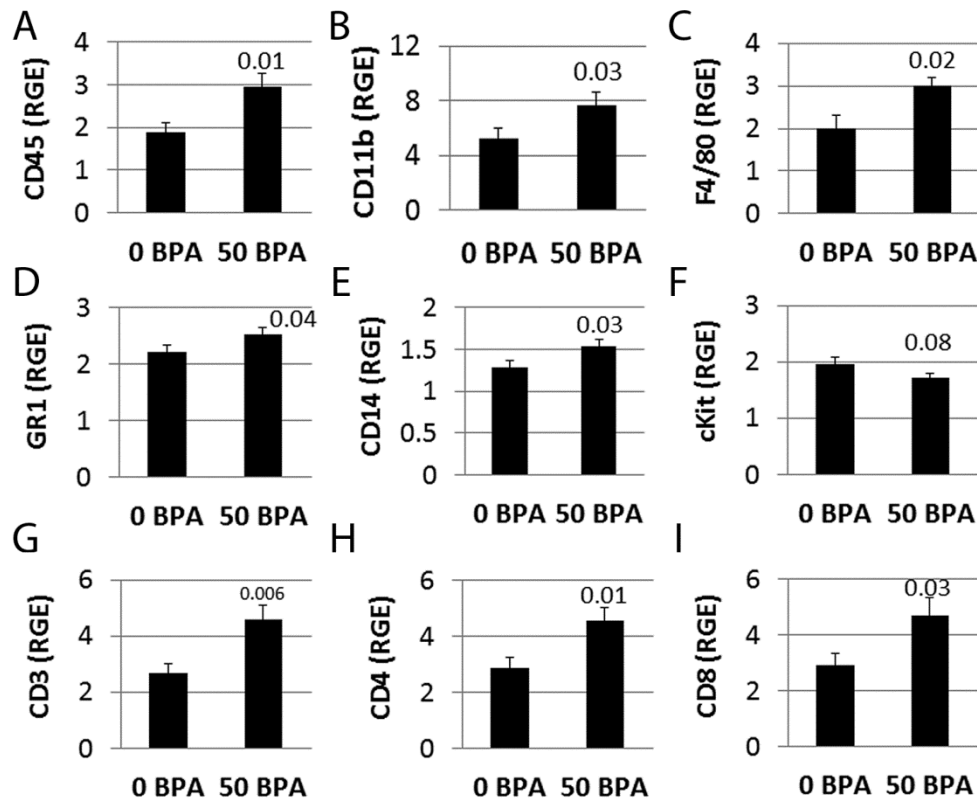 A
CD45 (RGE)
4
3
2
1
0
0.01
0 BPA 50 BPA
B
CD11b (RGE)
12
8
4
0
0.03
0 BPA 50 BPA
C
F4/80 (RGE)
4
3
2
1
0
0.02
0 BPA 50 BPA
D
GR1 (RGE)
3
2
1
0
0.04
0 BPA 50 BPA
E
CD14 (RGE)
2
1.5
1
0.5
0
0.03
0 BPA 50 BPA
F
cKit (RGE)
3
2
1
0
0.08
0 BPA 50 BPA
G
CD3 (RGE)
6
4
2
0
0.006
0 BPA 50 BPA
H
CD4 (RGE)
6
4
2
0
0.01
0 BPA 50 BPA
I
CD8 (RGE)
6
4
2
0
0.03
0 BPA 50 BPA